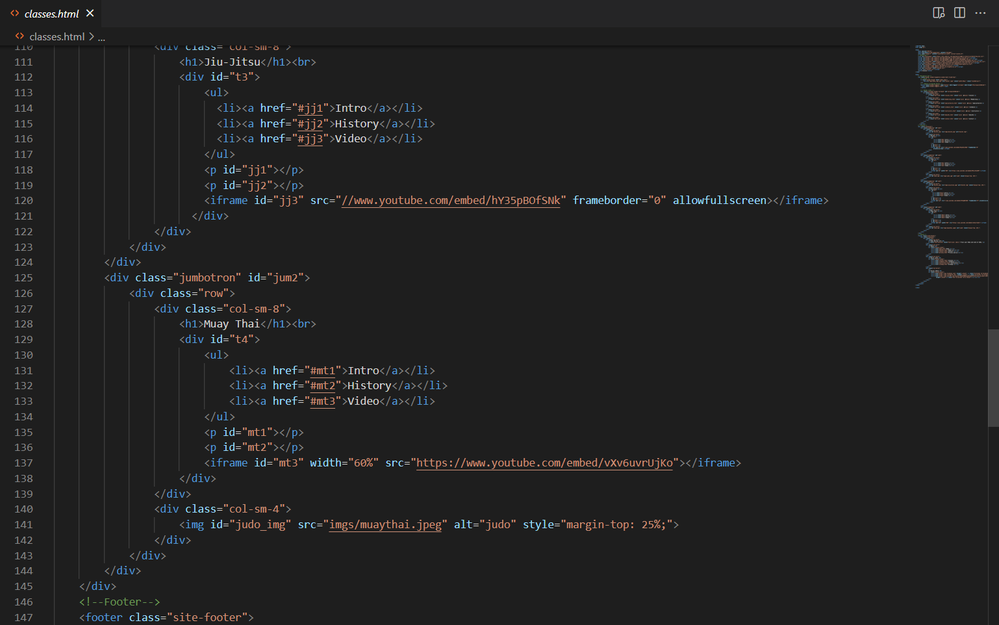 classes.html
classes.html > ...
110 <div class="col-sm-8">
111 <h1>Jiu-Jitsu</h1><br>
112 <div id="t3">
113 <ul>
114 <li><a href="#jj1">Intro</a></li>
115 <li><a href="#jj2">History</a></li>
116 <li><a href="#jj3">Video</a></li>
117 </ul>
118 <p id="jj1"></p>
119 <p id="jj2"></p>
120 <iframe id="jj3" src="//www.youtube.com/embed/hY35pBOfSNk" frameborder="0" allowfullscreen></iframe>
121 </div>
122 </div>
123 </div>
124 </div>
125 <div class="jumbotron" id="jum2">
126 <div class="row">
127 <div class="col-sm-8">
128 <h1>Muay Thai</h1><br>
129 <div id="t4">
130 <ul>
131 <li><a href="#mt1">Intro</a></li>
132 <li><a href="#mt2">History</a></li>
133 <li><a href="#mt3">Video</a></li>
134 </ul>
135 <p id="mt1"></p>
136 <p id="mt2"></p>
137 <iframe id="mt3" width="60%" src="https://www.youtube.com/embed/vXv6uvrUjKo"></iframe>
138 </div>
139 </div>
140 <div class="col-sm-4">
141 <img id="judo_img" src="imgs/muaythai.jpeg" alt="judo" style="margin-top: 25%;">
142 </div>
143 </div>
144 </div>
145 </div>
146 <!--Footer-->
147 <footer class="site-footer">